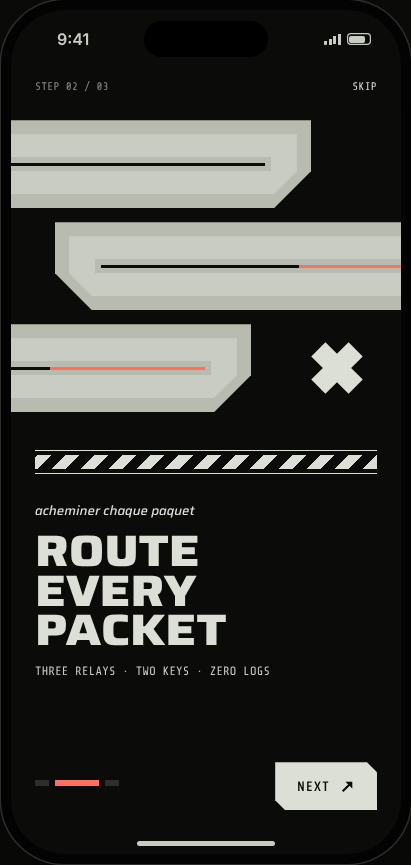 9:41
STEP 02 / 03
SKIP
acheminer chaque paquet
ROUTE
EVERY
PACKET
THREE RELAYS · TWO KEYS · ZERO LOGS
NEXT ↗